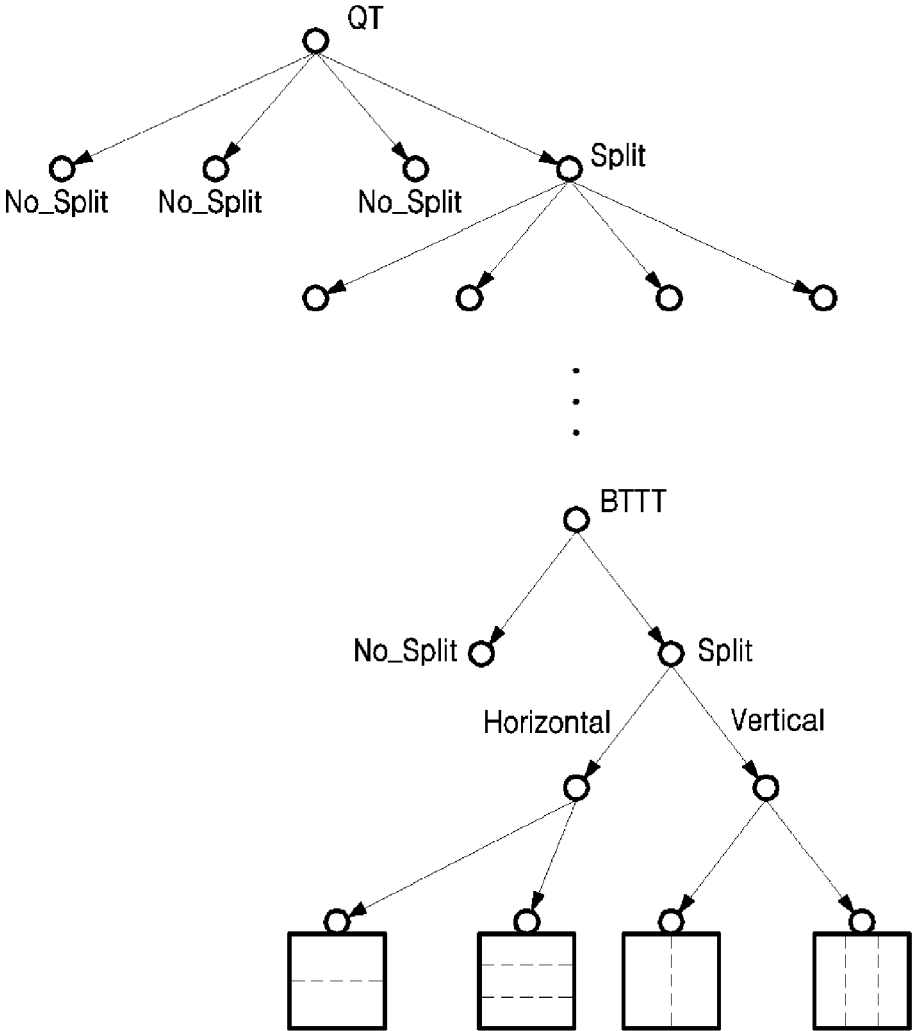 QT
Split
No_Split
No_Split
No_Split
BTTT
No_Split
Split
Horizontal
Vertical